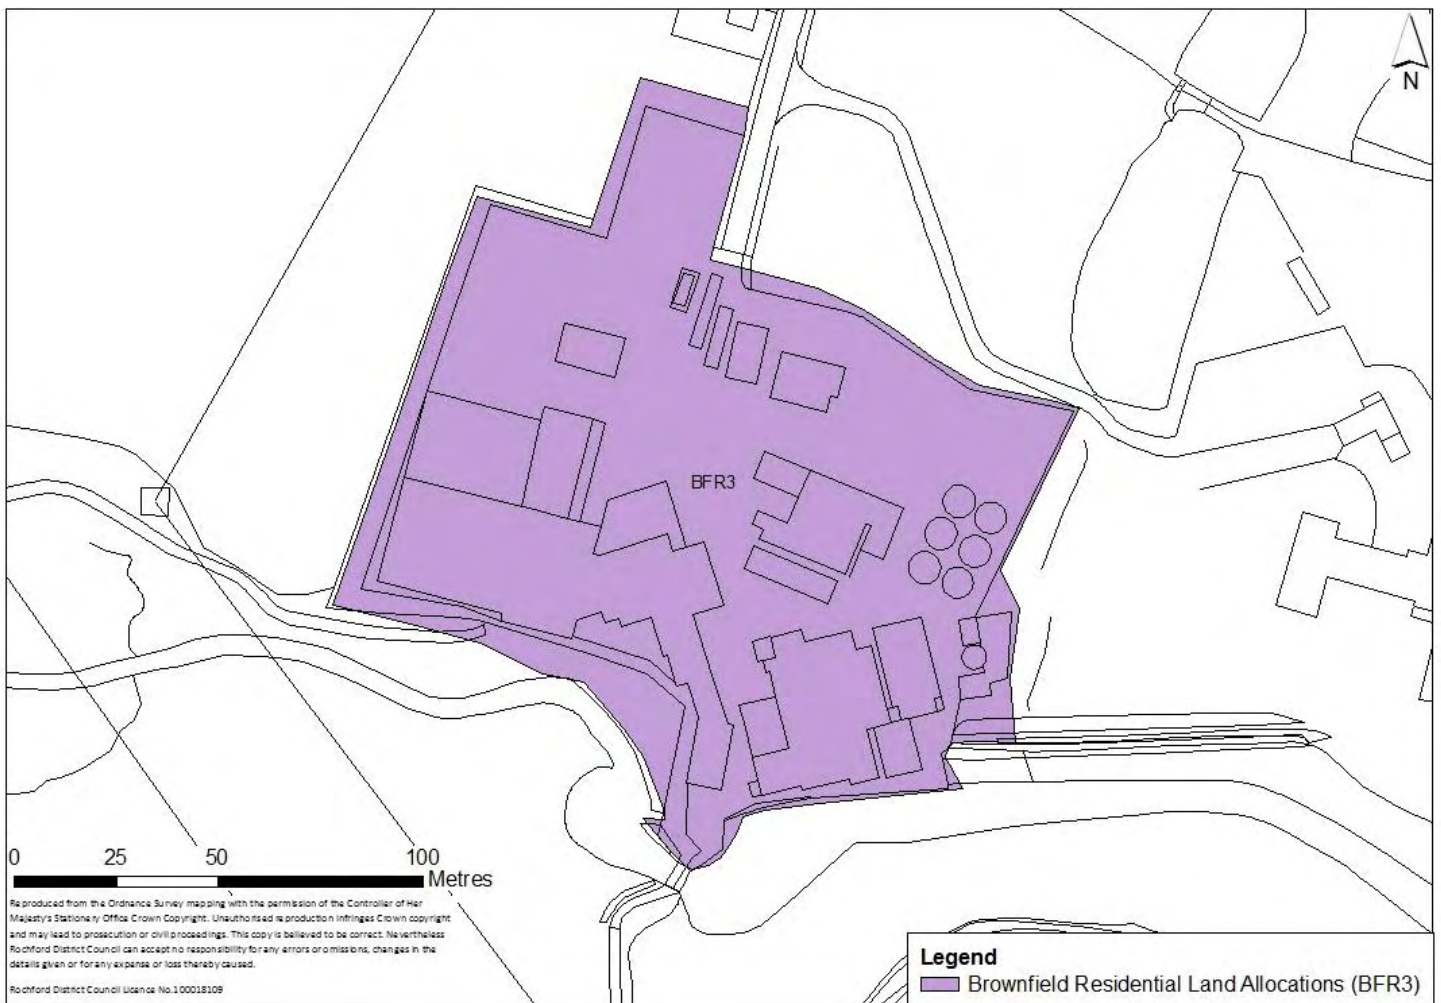 N
BFR3
0 25 50 100
Metres
Reproduced from the Ordnance Survey mapping with the permission of the Controller of Her
Majesty's Stationery Office Crown Copyright. Unauthorised reproduction infringes Crown copyright
and may lead to prosecution or civil proceedings. This copy is believed to be correct. Nevertheless
Rochford District Council can accept no responsibility for any errors or omissions, changes in the
details given or for any expense or loss thereby caused.
Rochford District Council Licence No.100018109
Legend
Brownfield Residential Land Allocations (BFR3)